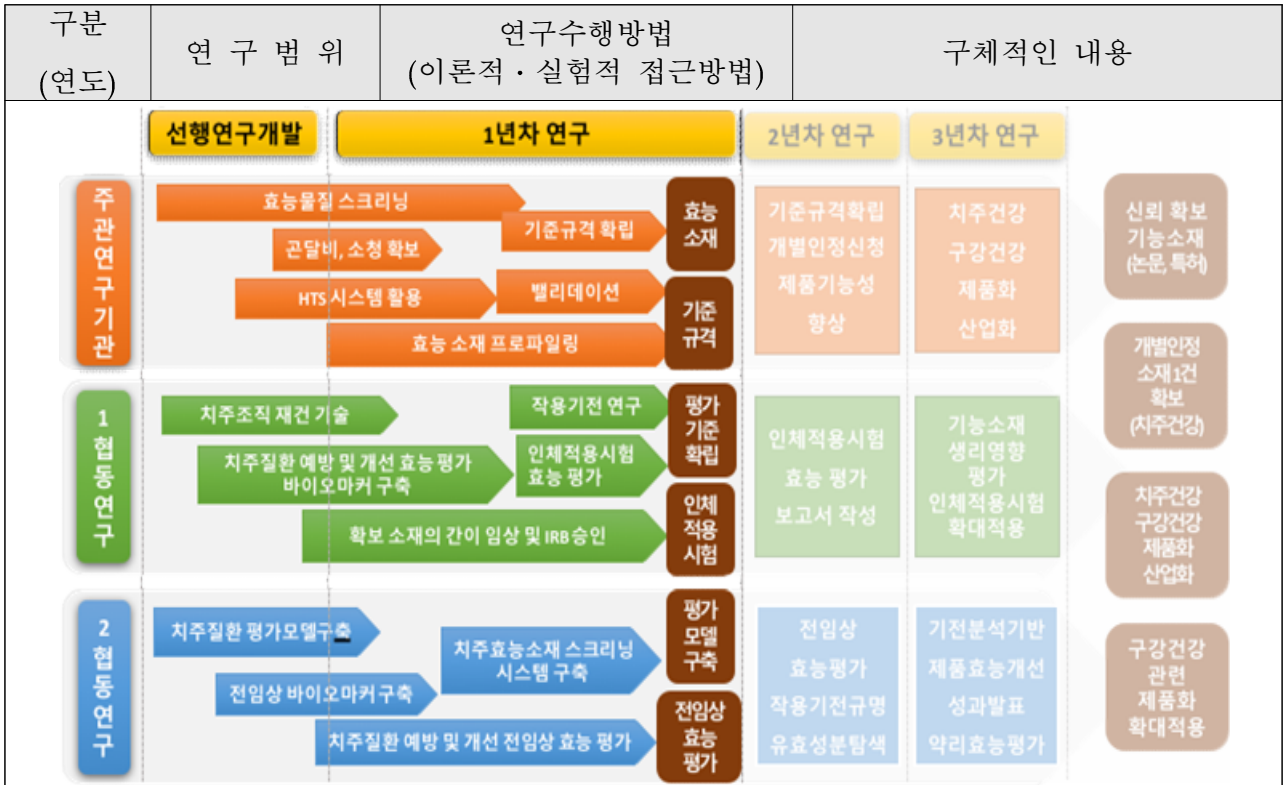 구분
(연도)
연 구 범 위
연구수행방법
(이론적·실험적 접근방법)
구체적인 내용
선행연구개발
1년차 연구
2년차 연구
3년차 연구
주
관
연
구
기
관
효능물질 스크리닝
기준규격 확립
곤달비, 소청 확보
HTS 시스템 활용
밸리데이션
효능 소재 프로파일링
효능
소재
기준
규격
기준규격확립
개별인정신청
제품기능성
향상
치주건강
구강건강
제품화
산업화
신뢰 확보
기능소재
(논문, 특허)
1
협
동
연
구
치주조직 재건 기술
작용기전 연구
치주질환 예방 및 개선 효능 평가
바이오마커 구축
인체적용시험
효능 평가
확보 소재의 간이 임상 및 IRB 승인
평가
기준
확립
인체
적용
시험
인체적용시험
효능 평가
보고서 작성
기능소재
생리영향
평가
인체적용시험
확대적용
개별인정
소재 1건
확보
(치주건강)
치주건강
구강건강
제품화
산업화
2
협
동
연
구
치주질환 평가모델구축
치주효능소재 스크리닝
시스템 구축
전임상 바이오마커 구축
치주질환 예방 및 개선 전임상 효능 평가
평가
모델
구축
전임상
효능
평가
전임상
효능평가
작용기전규명
유효성분탐색
기전분석기반
제품효능개선
성과발표
약리효능평가
구강건강
관련
제품화
확대적용